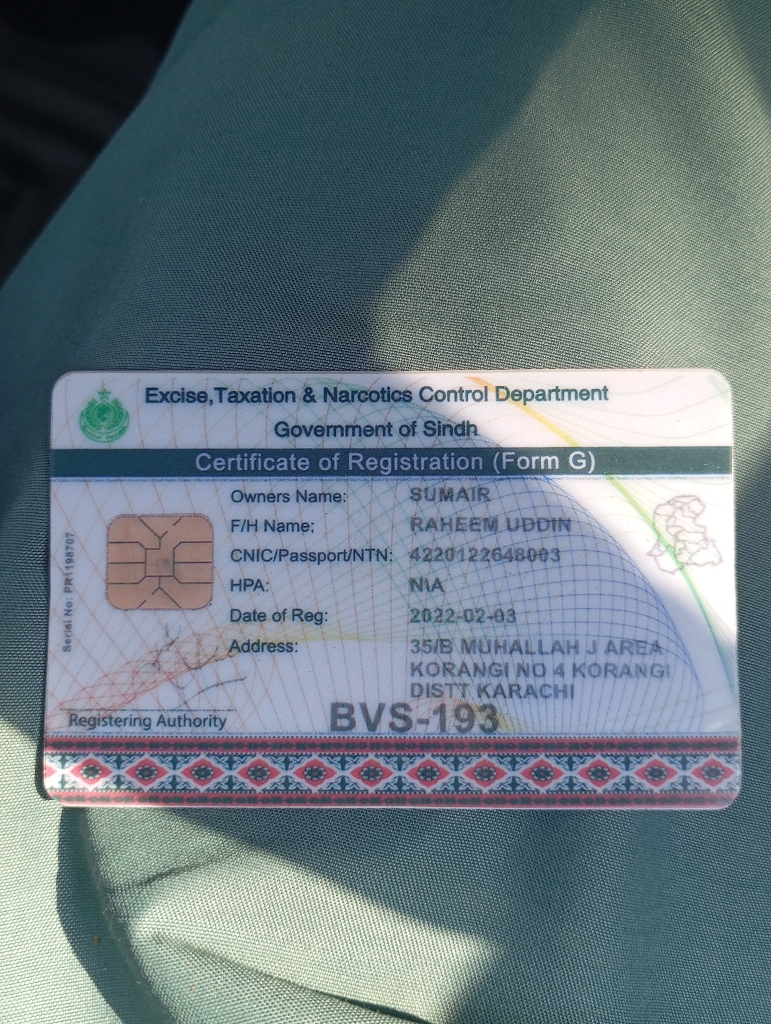 Excise,Taxation & Narcotics Control Department
Government of Sindh
Certificate of Registration (Form G)
Owners Name: SUMAIR
F/H Name: RAHEEM UDDIN
CNIC/Passport/NTN: 4220122648003
HPA: N\A
Date of Reg: 2022-02-03
Address: 35/B MUHALLAH J AREA
KORANGI NO 4 KORANGI
DISTT KARACHI
Serial No: PR1198707
Registering Authority
BVS-193